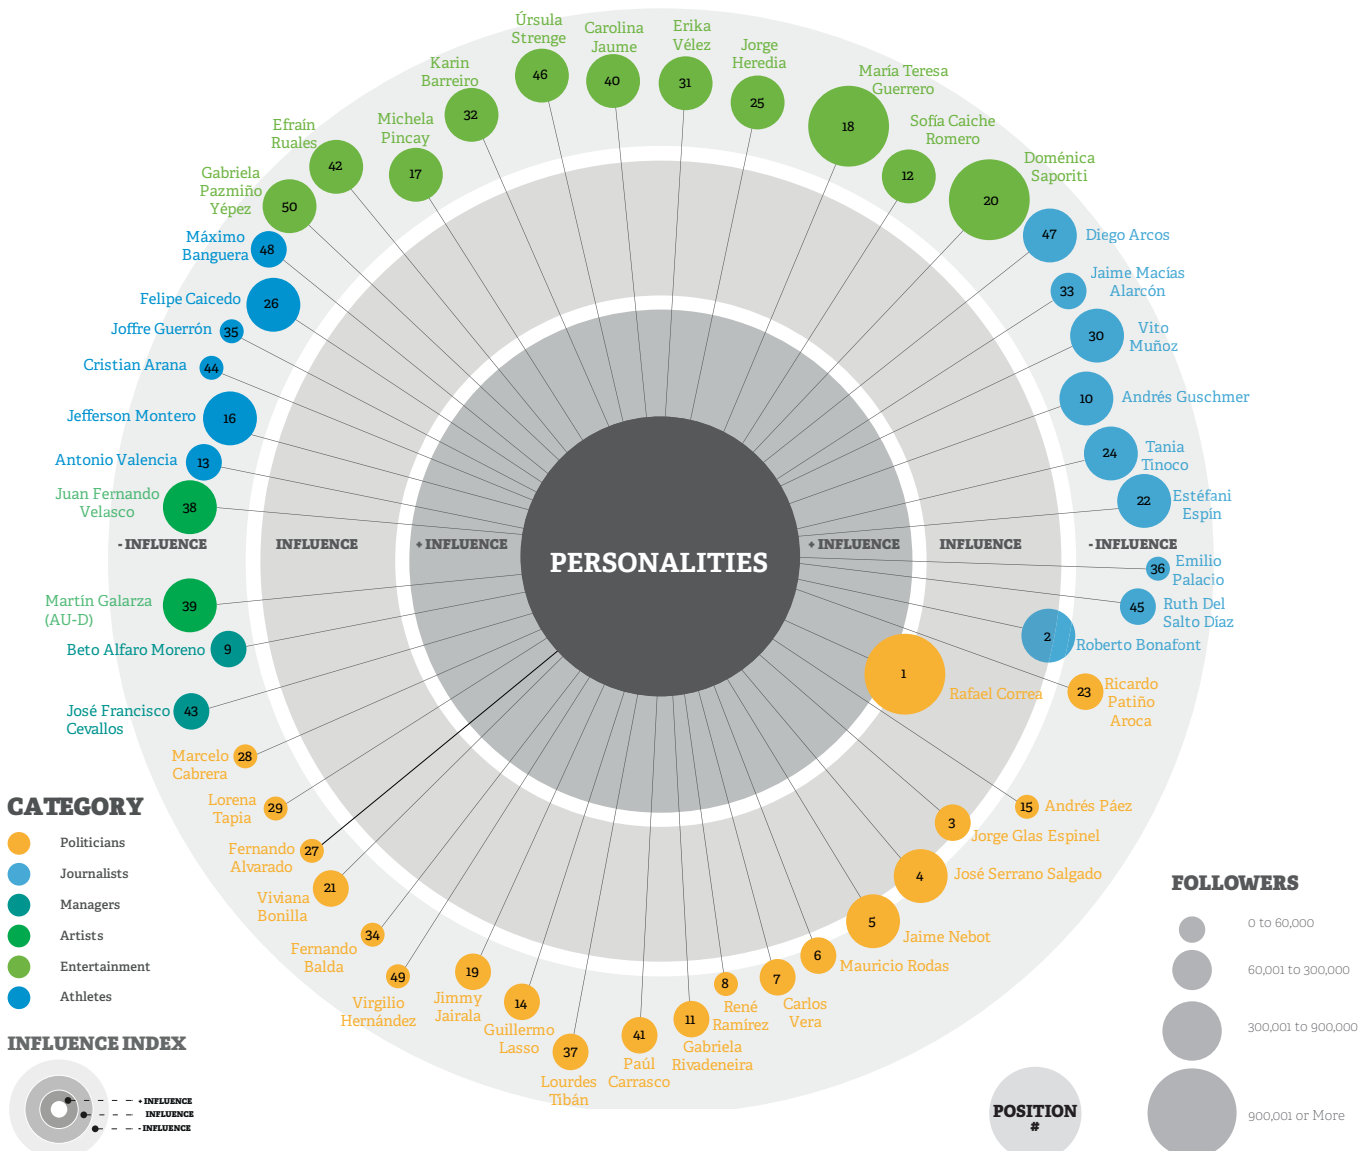 Úrsula
Strenge
46
Carolina
Jaume
40
Erika
Vélez
31
Jorge
Heredia
25
María Teresa
Guerrero
18
Sofía Caiche
Romero
12
Doménica
Saporiti
20
Karin
Barreiro
32
Michela
Pincay
17
Efraín
Ruales
42
Gabriela
Pazmiño
Yépez
50
Máximo
Banguera
48
Felipe Caicedo
26
Joffre Guerrón
35
Cristian Arana
44
Jefferson Montero
16
Antonio Valencia
13
Juan Fernando
Velasco
38
47
Diego Arcos
33
Jaime Macías
Alarcón
30
Vito
Muñoz
10
Andrés Guschmer
24
Tania
Tinoco
22
Estéfani
Espín
- INFLUENCE
INFLUENCE
+ INFLUENCE
PERSONALITIES
+ INFLUENCE
INFLUENCE
- INFLUENCE
36
Emilio
Palacio
45
Ruth Del
Salto Díaz
2
Roberto Bonafont
1
Rafael Correa
23
Ricardo
Patiño
Aroca
Martín Galarza
(AU-D)
39
Beto Alfaro Moreno
9
José Francisco
Cevallos
43
Marcelo
Cabrera
28
Lorena
Tapia
29
Fernando
Alvarado
27
Viviana
Bonilla
21
Fernando
Balda
34
Virgilio
Hernández
49
Jimmy
Jairala
19
Guillermo
Lasso
14
Lourdes
Tibán
37
Paúl
Carrasco
41
Gabriela
Rivadeneira
11
René
Ramírez
8
Carlos
Vera
7
Mauricio Rodas
6
Jaime Nebot
5
José Serrano Salgado
4
Jorge Glas Espinel
3
Andrés Páez
15
CATEGORY
Politicians
Journalists
Managers
Artists
Entertainment
Athletes
INFLUENCE INDEX
+ INFLUENCE
INFLUENCE
- INFLUENCE
POSITION
#
FOLLOWERS
0 to 60,000
60,001 to 300,000
300,001 to 900,000
900,001 or More